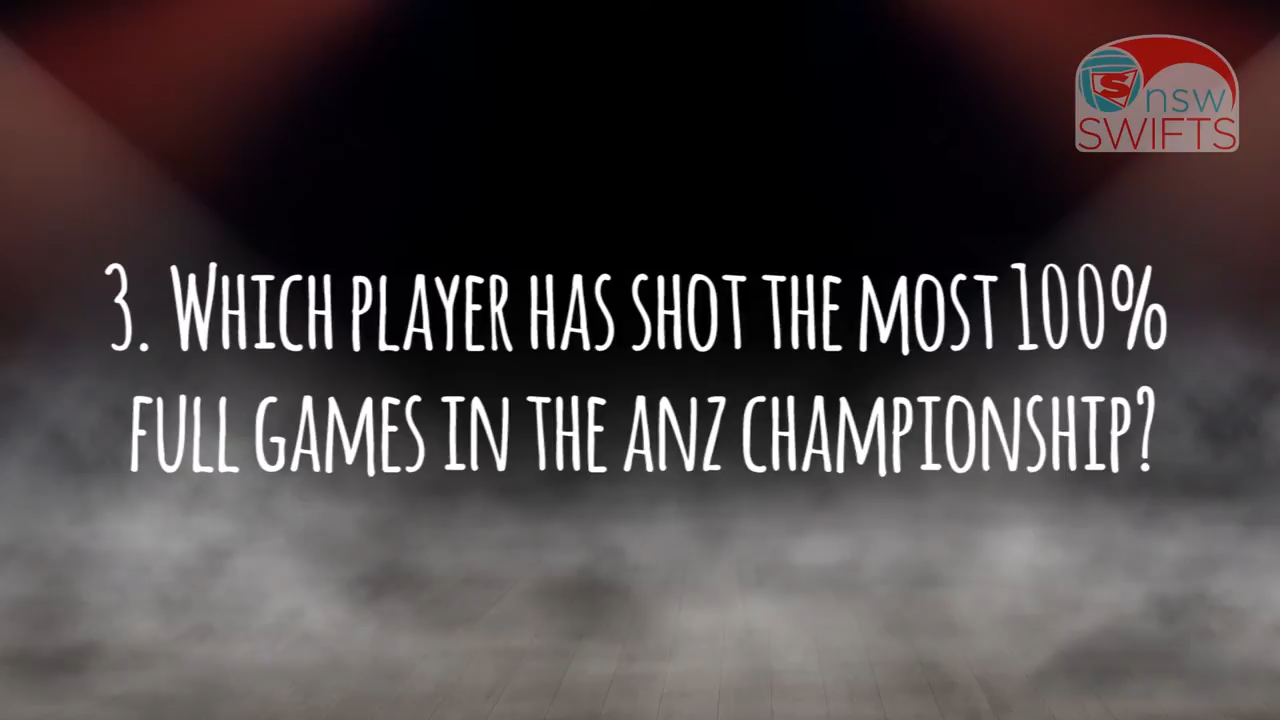 nsw
SWIFTS
3. WHICH PLAYER HAS SHOT THE MOST 100%
FULL GAMES IN THE ANZ CHAMPIONSHIP?